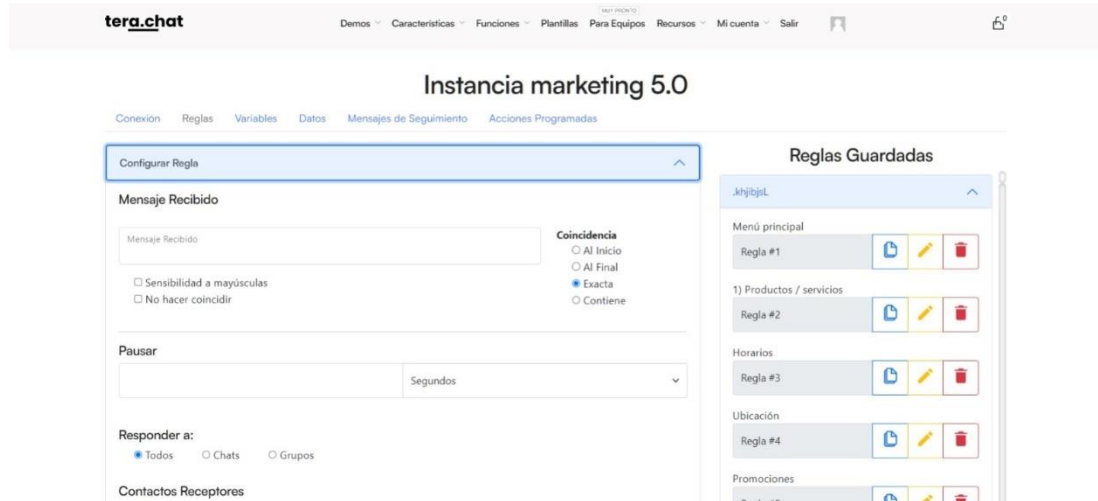 tera.chat
MUY PRONTO
Demos Características Funciones Plantillas Para Equipos Recursos Mi cuenta Salir
0
Instancia marketing 5.0
Conexión Reglas Variables Datos Mensajes de Seguimiento Acciones Programadas
Configurar Regla
Mensaje Recibido
Mensaje Recibido
Coincidencia
Al Inicio
Al Final
Exacta
Contiene
Sensibilidad a mayúsculas
No hacer coincidir
Pausar
Segundos
Responder a:
Todos Chats Grupos
Contactos Receptores
Reglas Guardadas
.khjibjsL
Menú principal
Regla #1
1) Productos / servicios
Regla #2
Horarios
Regla #3
Ubicación
Regla #4
Promociones